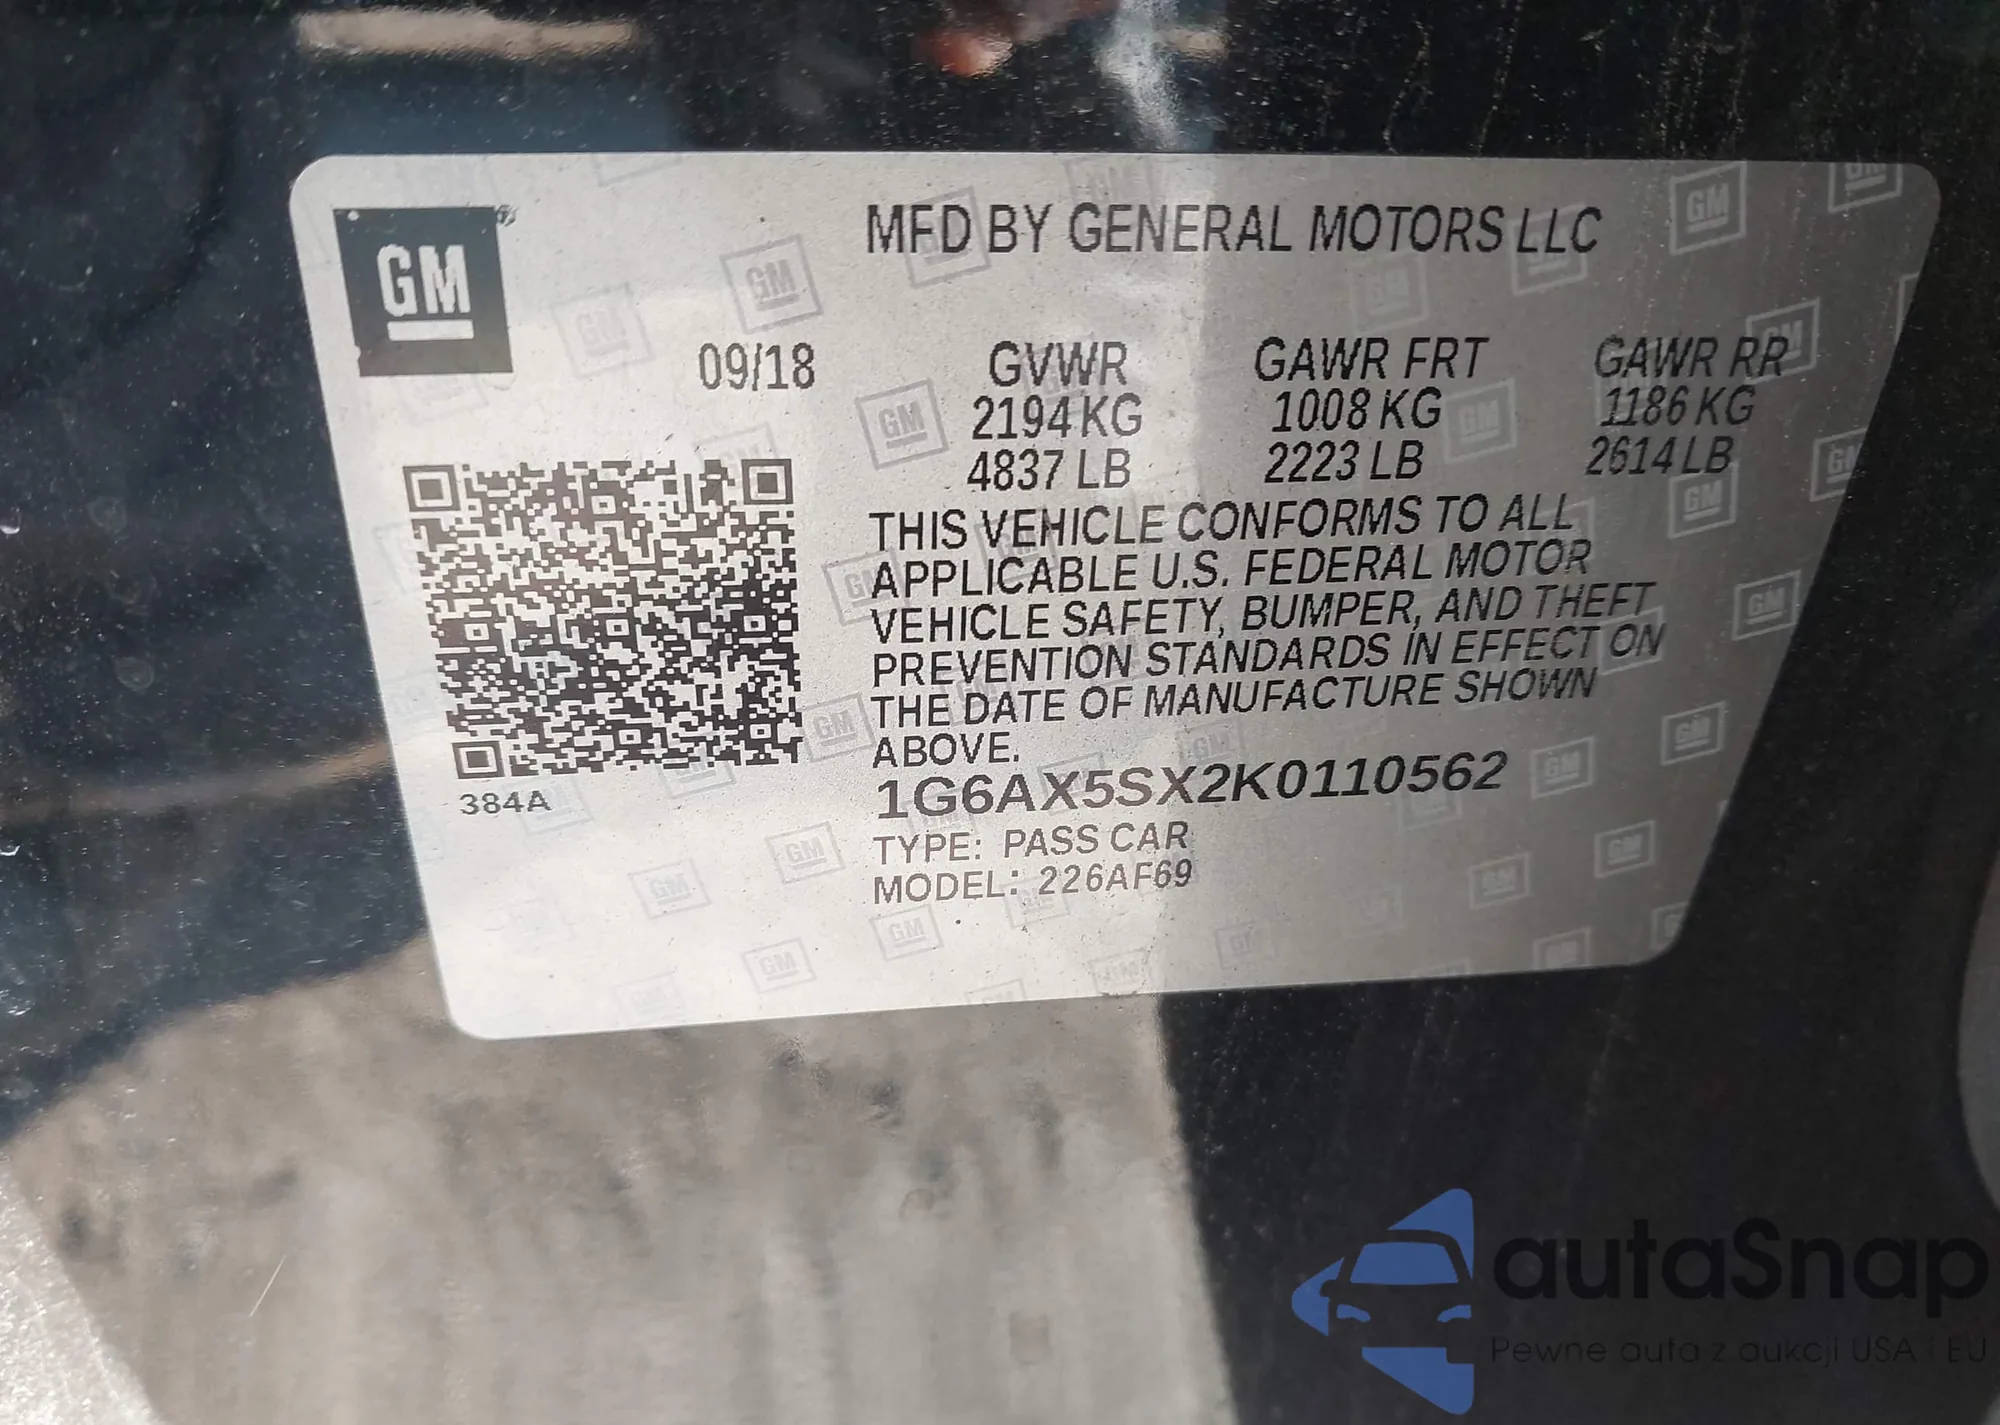 GM
MFD BY GENERAL MOTORS LLC
09/18
GVWR
2194 KG
4837 LB
GAWR FRT
1008 KG
2223 LB
GAWR RR
1186 KG
2614 LB
THIS VEHICLE CONFORMS TO ALL
APPLICABLE U.S. FEDERAL MOTOR
VEHICLE SAFETY, BUMPER, AND THEFT
PREVENTION STANDARDS IN EFFECT ON
THE DATE OF MANUFACTURE SHOWN
ABOVE.
384A
1G6AX5SX2K0110562
TYPE: PASS CAR
MODEL: 226AF69
autaSnap
Pewne auta z aukcji USA i EU